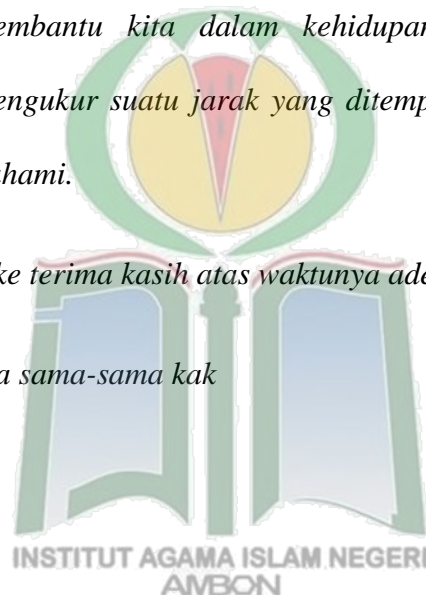 embantu kita dalam kehidupan
engukur suatu jarak yang ditemp
hami.
ke terima kasih atas waktunya ade
a sama-sama kak
INSTITUT AGAMA ISLAM NEGERI
AMBON